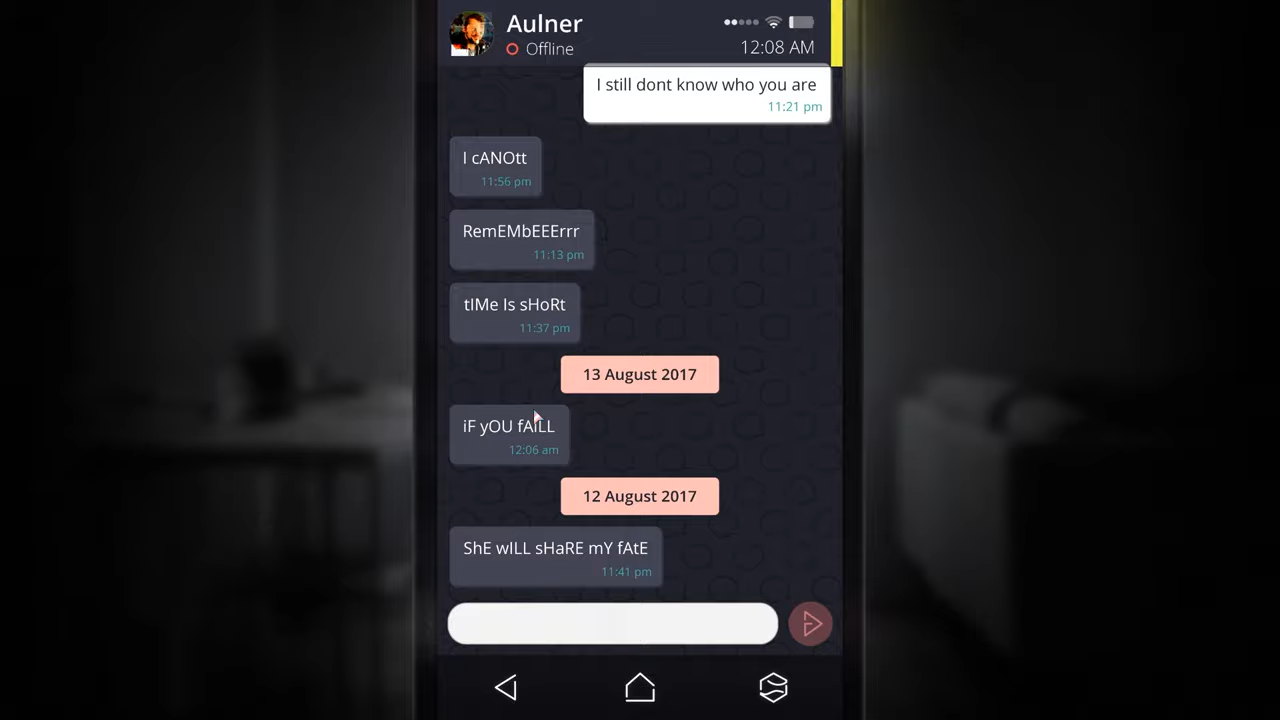 Aulner
Offline
12:08 AM
I still dont know who you are
11:21 pm
I cANOtt
11:56 pm
RemEMbEEErrr
11:13 pm
tIMe Is sHoRt
11:37 pm
13 August 2017
iF yOU fAILL
12:06 am
12 August 2017
ShE wILL sHaRE mY fAtE
11:41 pm